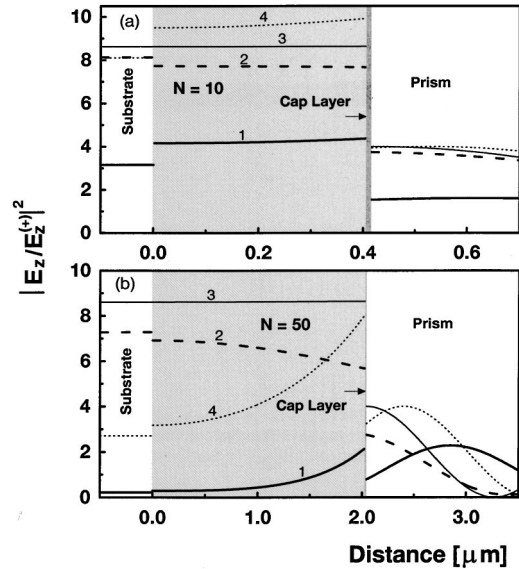 (a)
10
8
6
4
2
0
4
3
2
1
N = 10
Substrate
Cap Layer
Prism
0.0
0.2
0.4
0.6
|E_z/E_z^(+)|^2
(b)
10
8
6
4
2
0
3
N = 50
2
4
1
Substrate
Cap Layer
Prism
0.0
1.0
2.0
3.0
Distance [μm]